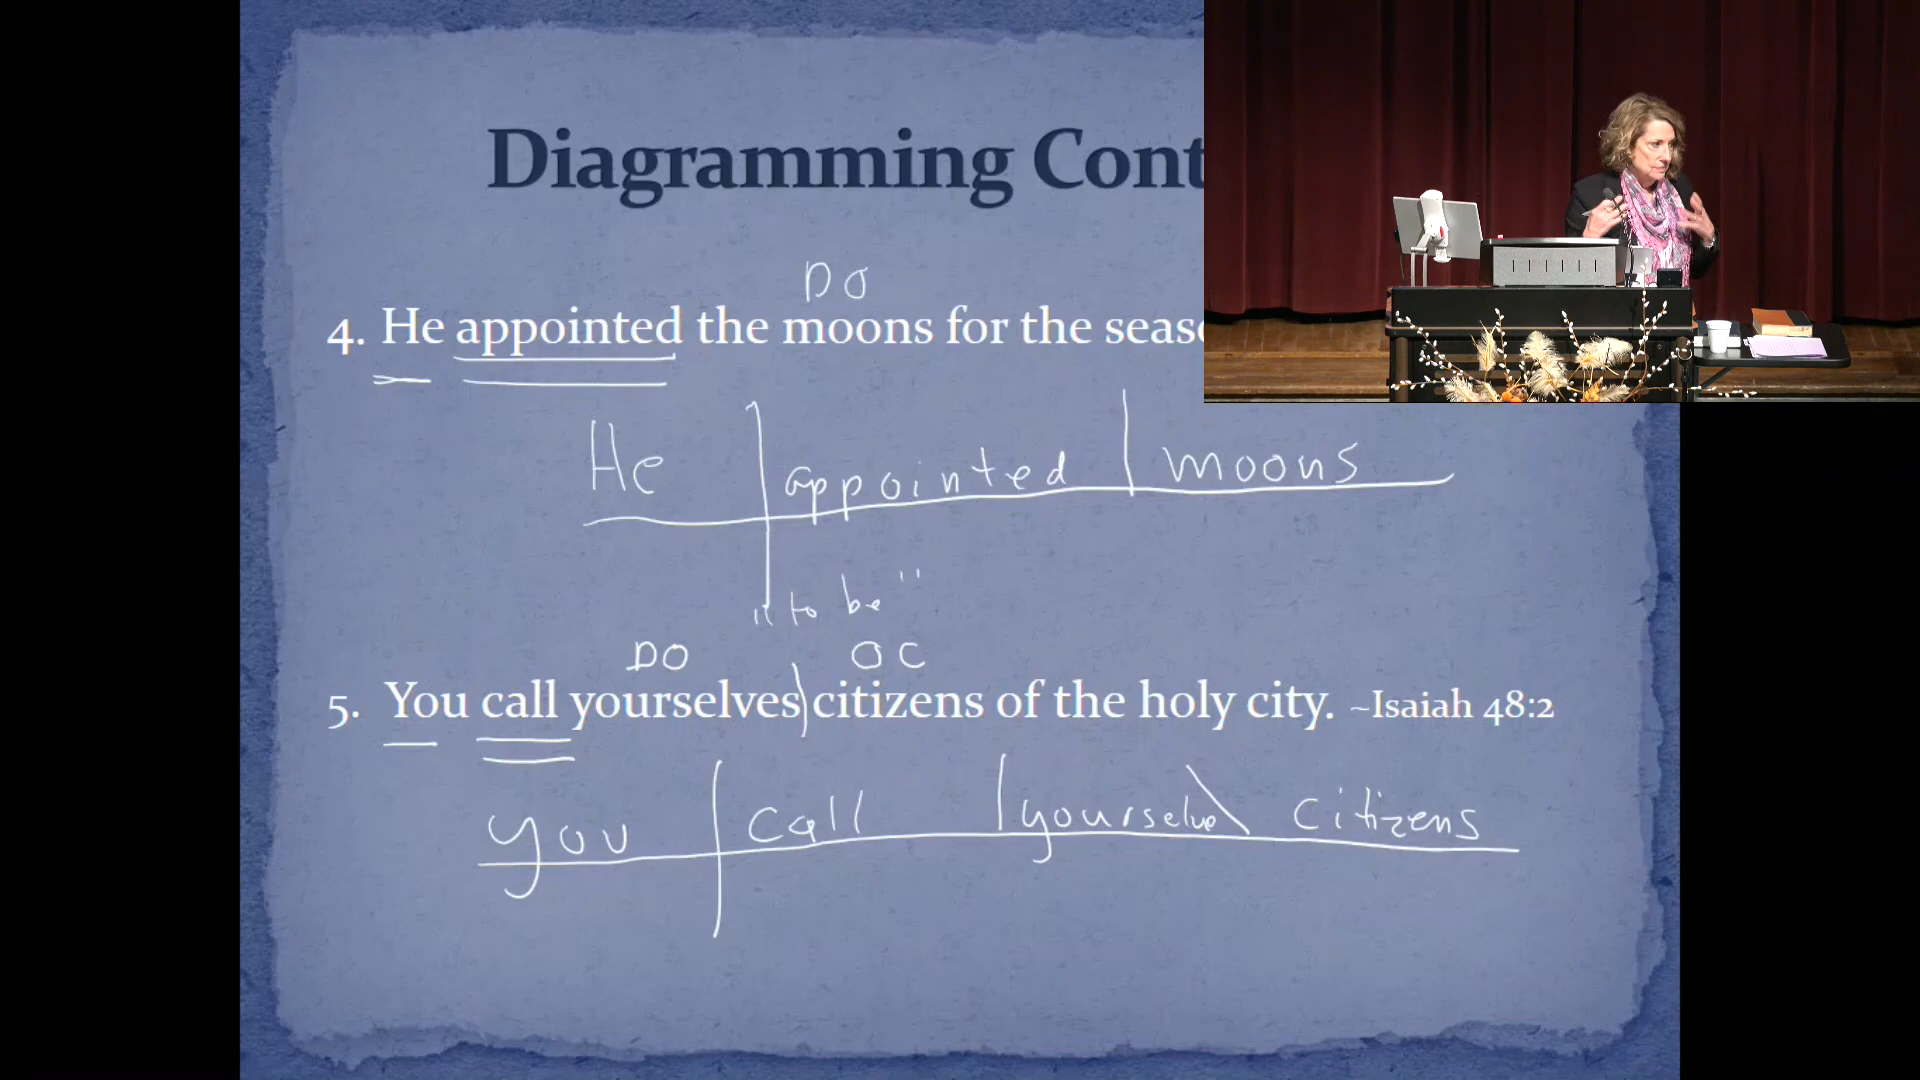 Diagramming Cont
DO
4. He appointed the moons for the seas
He appointed moons
"to be"
DO OC
5. You call yourselves citizens of the holy city. ~Isaiah 48:2
you call yourselve citizens